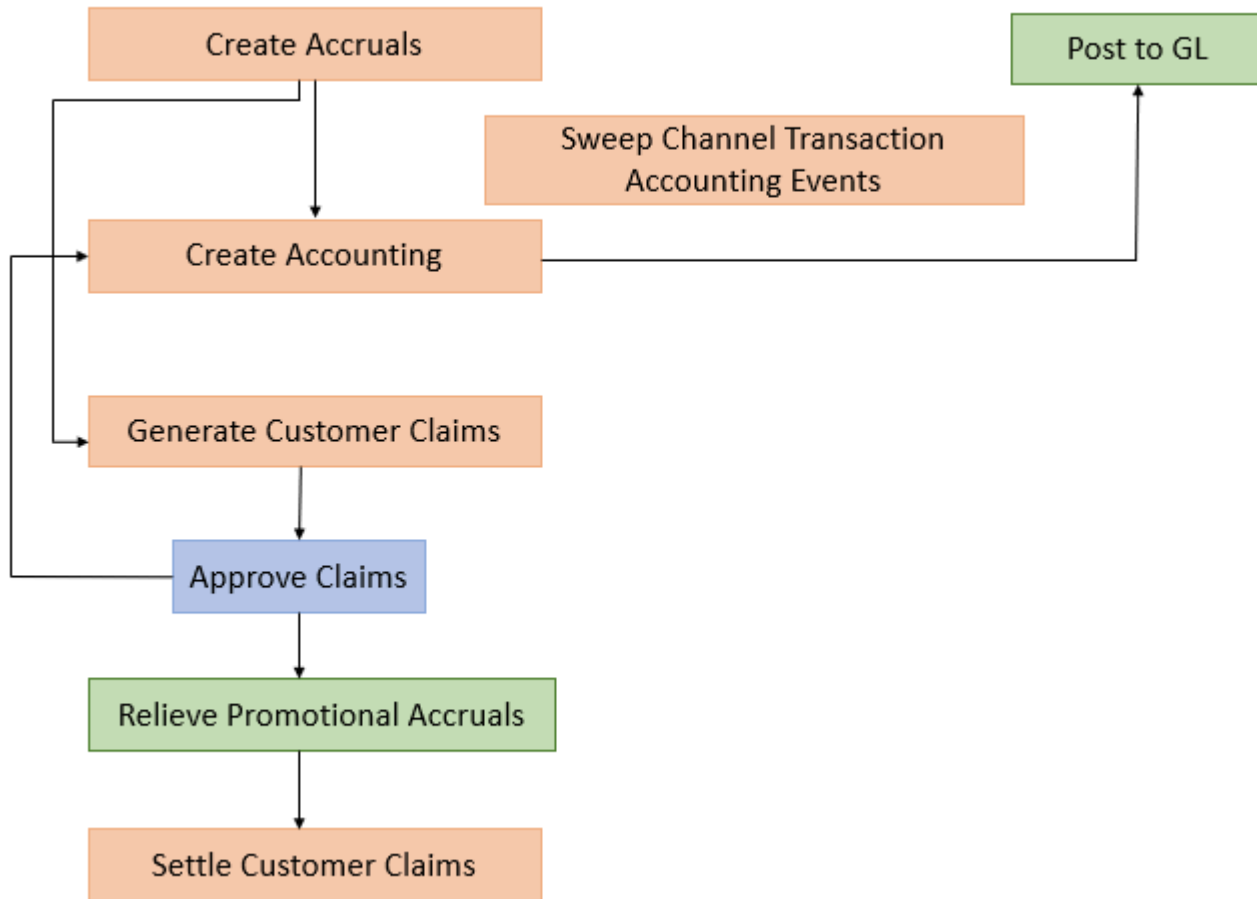 Create Accruals
Post to GL
Sweep Channel Transaction
Accounting Events
Create Accounting
Generate Customer Claims
Approve Claims
Relieve Promotional Accruals
Settle Customer Claims